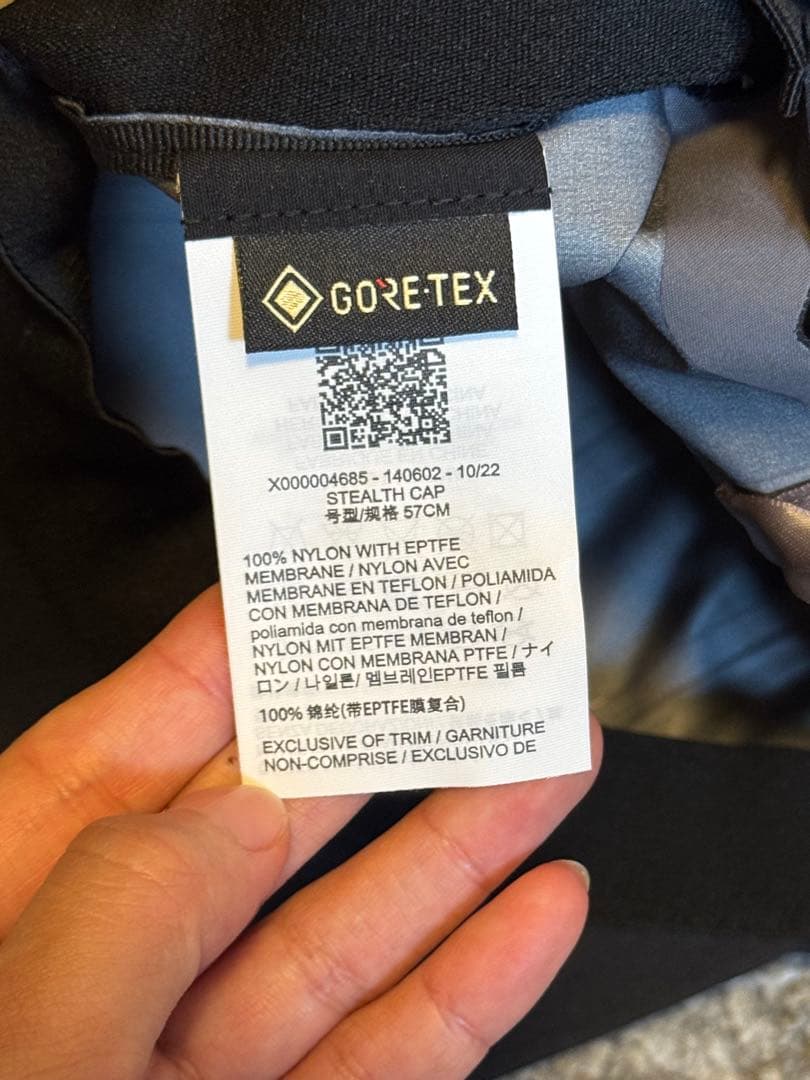 GORE-TEX
X000004685 - 140602 - 10/22
STEALTH CAP
号型/规格 57CM
100% NYLON WITH EPTFE
MEMBRANE / NYLON AVEC
MEMBRANE EN TEFLON / POLIAMIDA
CON MEMBRANA DE TEFLON /
poliamida con membrana de teflon /
NYLON MIT EPTFE MEMBRAN /
NYLON CON MEMBRANA PTFE / ナイ
ロン / 나일론/ 멤브레인EPTFE 필름
100% 锦纶(带EPTFE膜复合)
EXCLUSIVE OF TRIM / GARNITURE
NON-COMPRISE / EXCLUSIVO DE